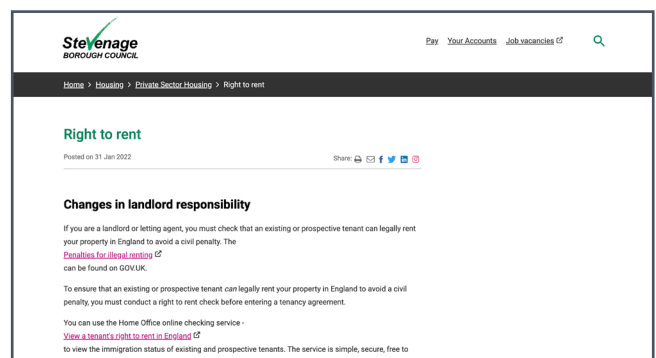 Stevenage
BOROUGH COUNCIL
Pay Your Accounts Job vacancies
Home > Housing > Private Sector Housing > Right to rent
Right to rent
Posted on 31 Jan 2022
Share:
Changes in landlord responsibility
If you are a landlord or letting agent, you must check that an existing or prospective tenant can legally rent
your property in England to avoid a civil penalty. The
Penalties for illegal renting
can be found on GOV.UK.
To ensure that an existing or prospective tenant can legally rent your property in England to avoid a civil
penalty, you must conduct a right to rent check before entering a tenancy agreement.
You can use the Home Office online checking service -
View a tenant's right to rent in England
to view the immigration status of existing and prospective tenants. The service is simple, secure, free to